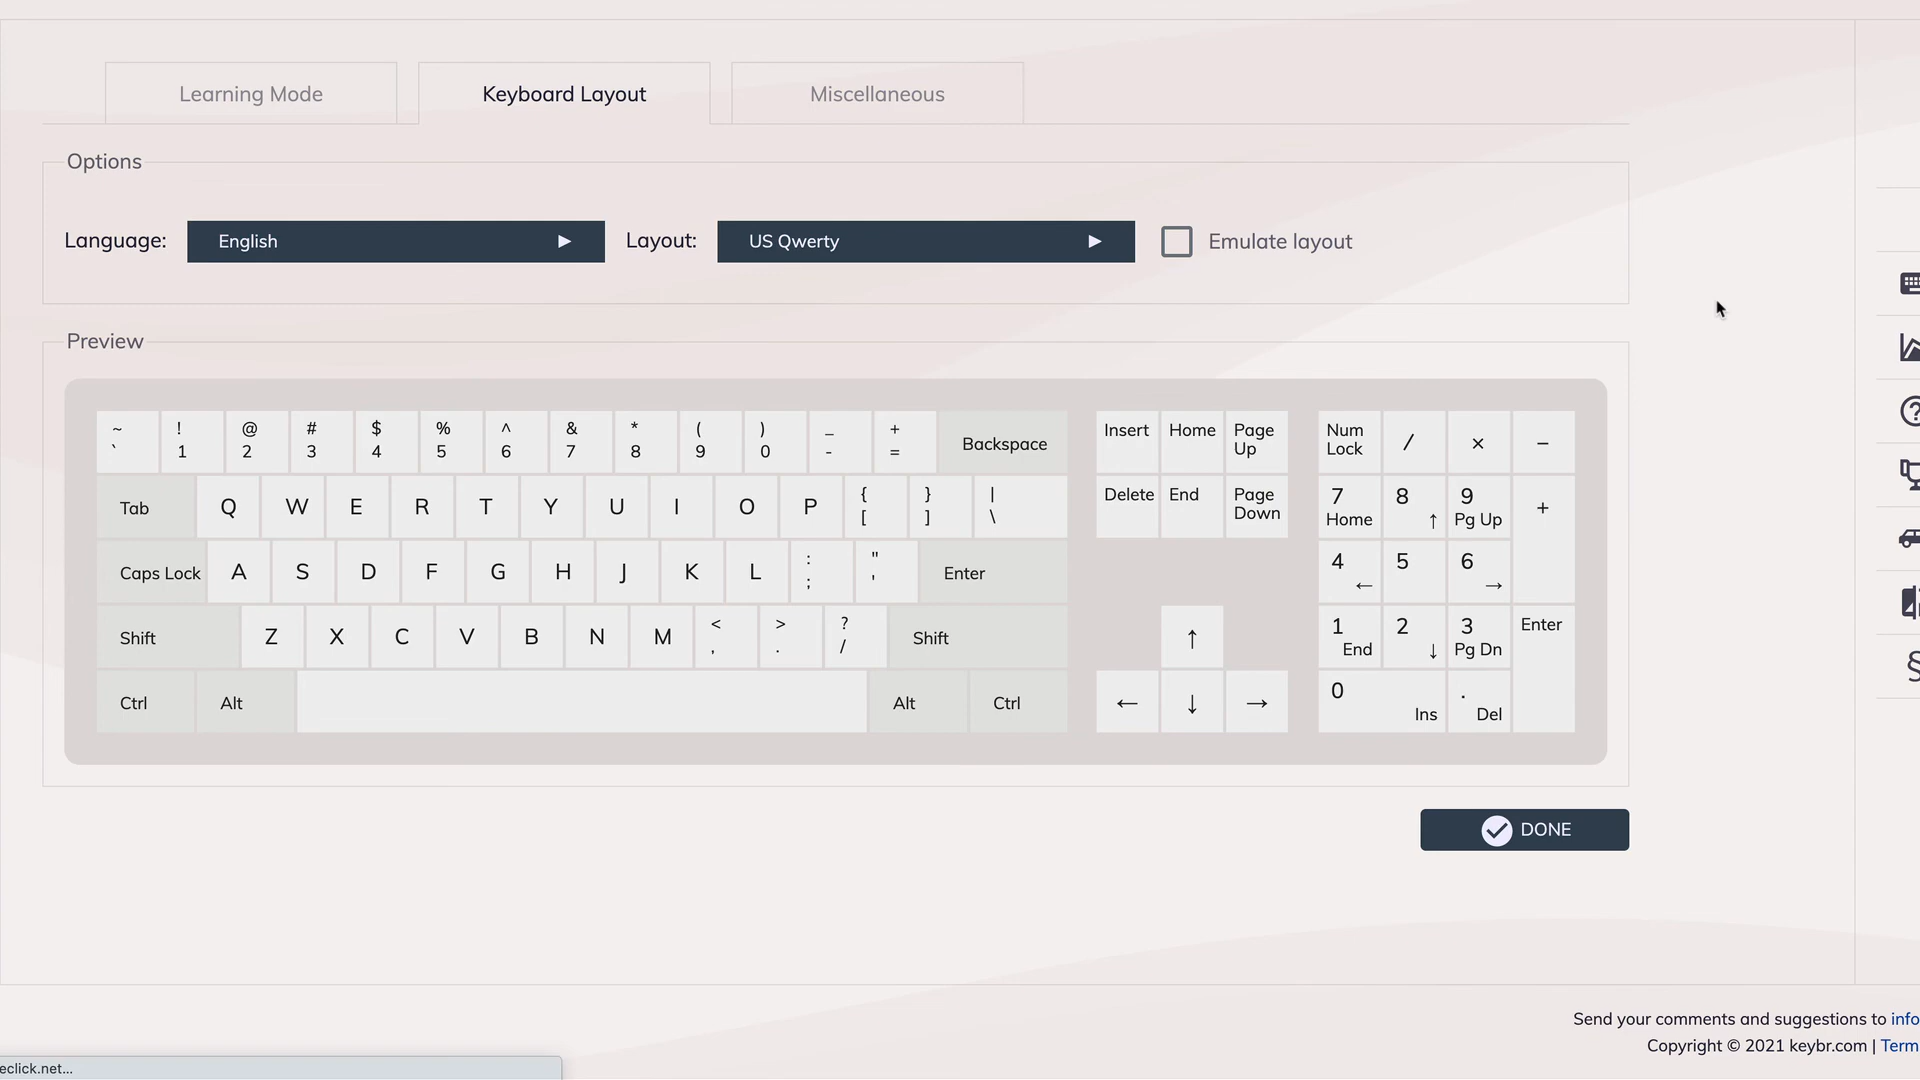 Learning Mode
Keyboard Layout
Miscellaneous
Options
Language: English ▶ Layout: US Qwerty ▶ Emulate layout
Preview
~ ! @ # $ % ^ & * ( ) _ +
` 1 2 3 4 5 6 7 8 9 0 - = Backspace
Insert Home Page Up
Num Lock / × −
Tab Q W E R T Y U I O P { [ } ] | \
Delete End Page Down
7 Home 8 ↑ 9 Pg Up +
Caps Lock A S D F G H J K L : ; " ' Enter
4 ← 5 6 →
Shift Z X C V B N M < , > . ? / Shift
↑
1 End 2 ↓ 3 Pg Dn Enter
Ctrl Alt Alt Ctrl
← ↓ →
0 Ins . Del
DONE
§
Send your comments and suggestions to info
Copyright © 2021 keybr.com | Term
eclick.net...